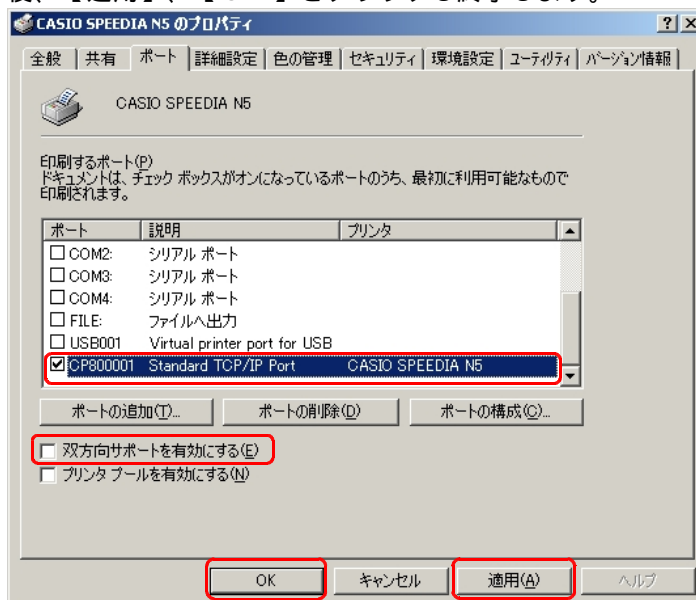 CASIO SPEEDIA N5 のプロパティ
全般 共有 ポート 詳細設定 色の管理 セキュリティ 環境設定 ユーティリティ バージョン情報
CASIO SPEEDIA N5
印刷するポート(P)
ドキュメントは、チェック ボックスがオンになっているポートのうち、最初に利用可能なもので
印刷されます。
ポート 説明 プリンタ
COM2: シリアル ポート
COM3: シリアル ポート
COM4: シリアル ポート
FILE: ファイルへ出力
USB001 Virtual printer port for USB
CP800001 Standard TCP/IP Port CASIO SPEEDIA N5
ポートの追加(T)... ポートの削除(D) ポートの構成(C)...
双方向サポートを有効にする(E)
プリンタ プールを有効にする(N)
OK キャンセル 適用(A) ヘルプ